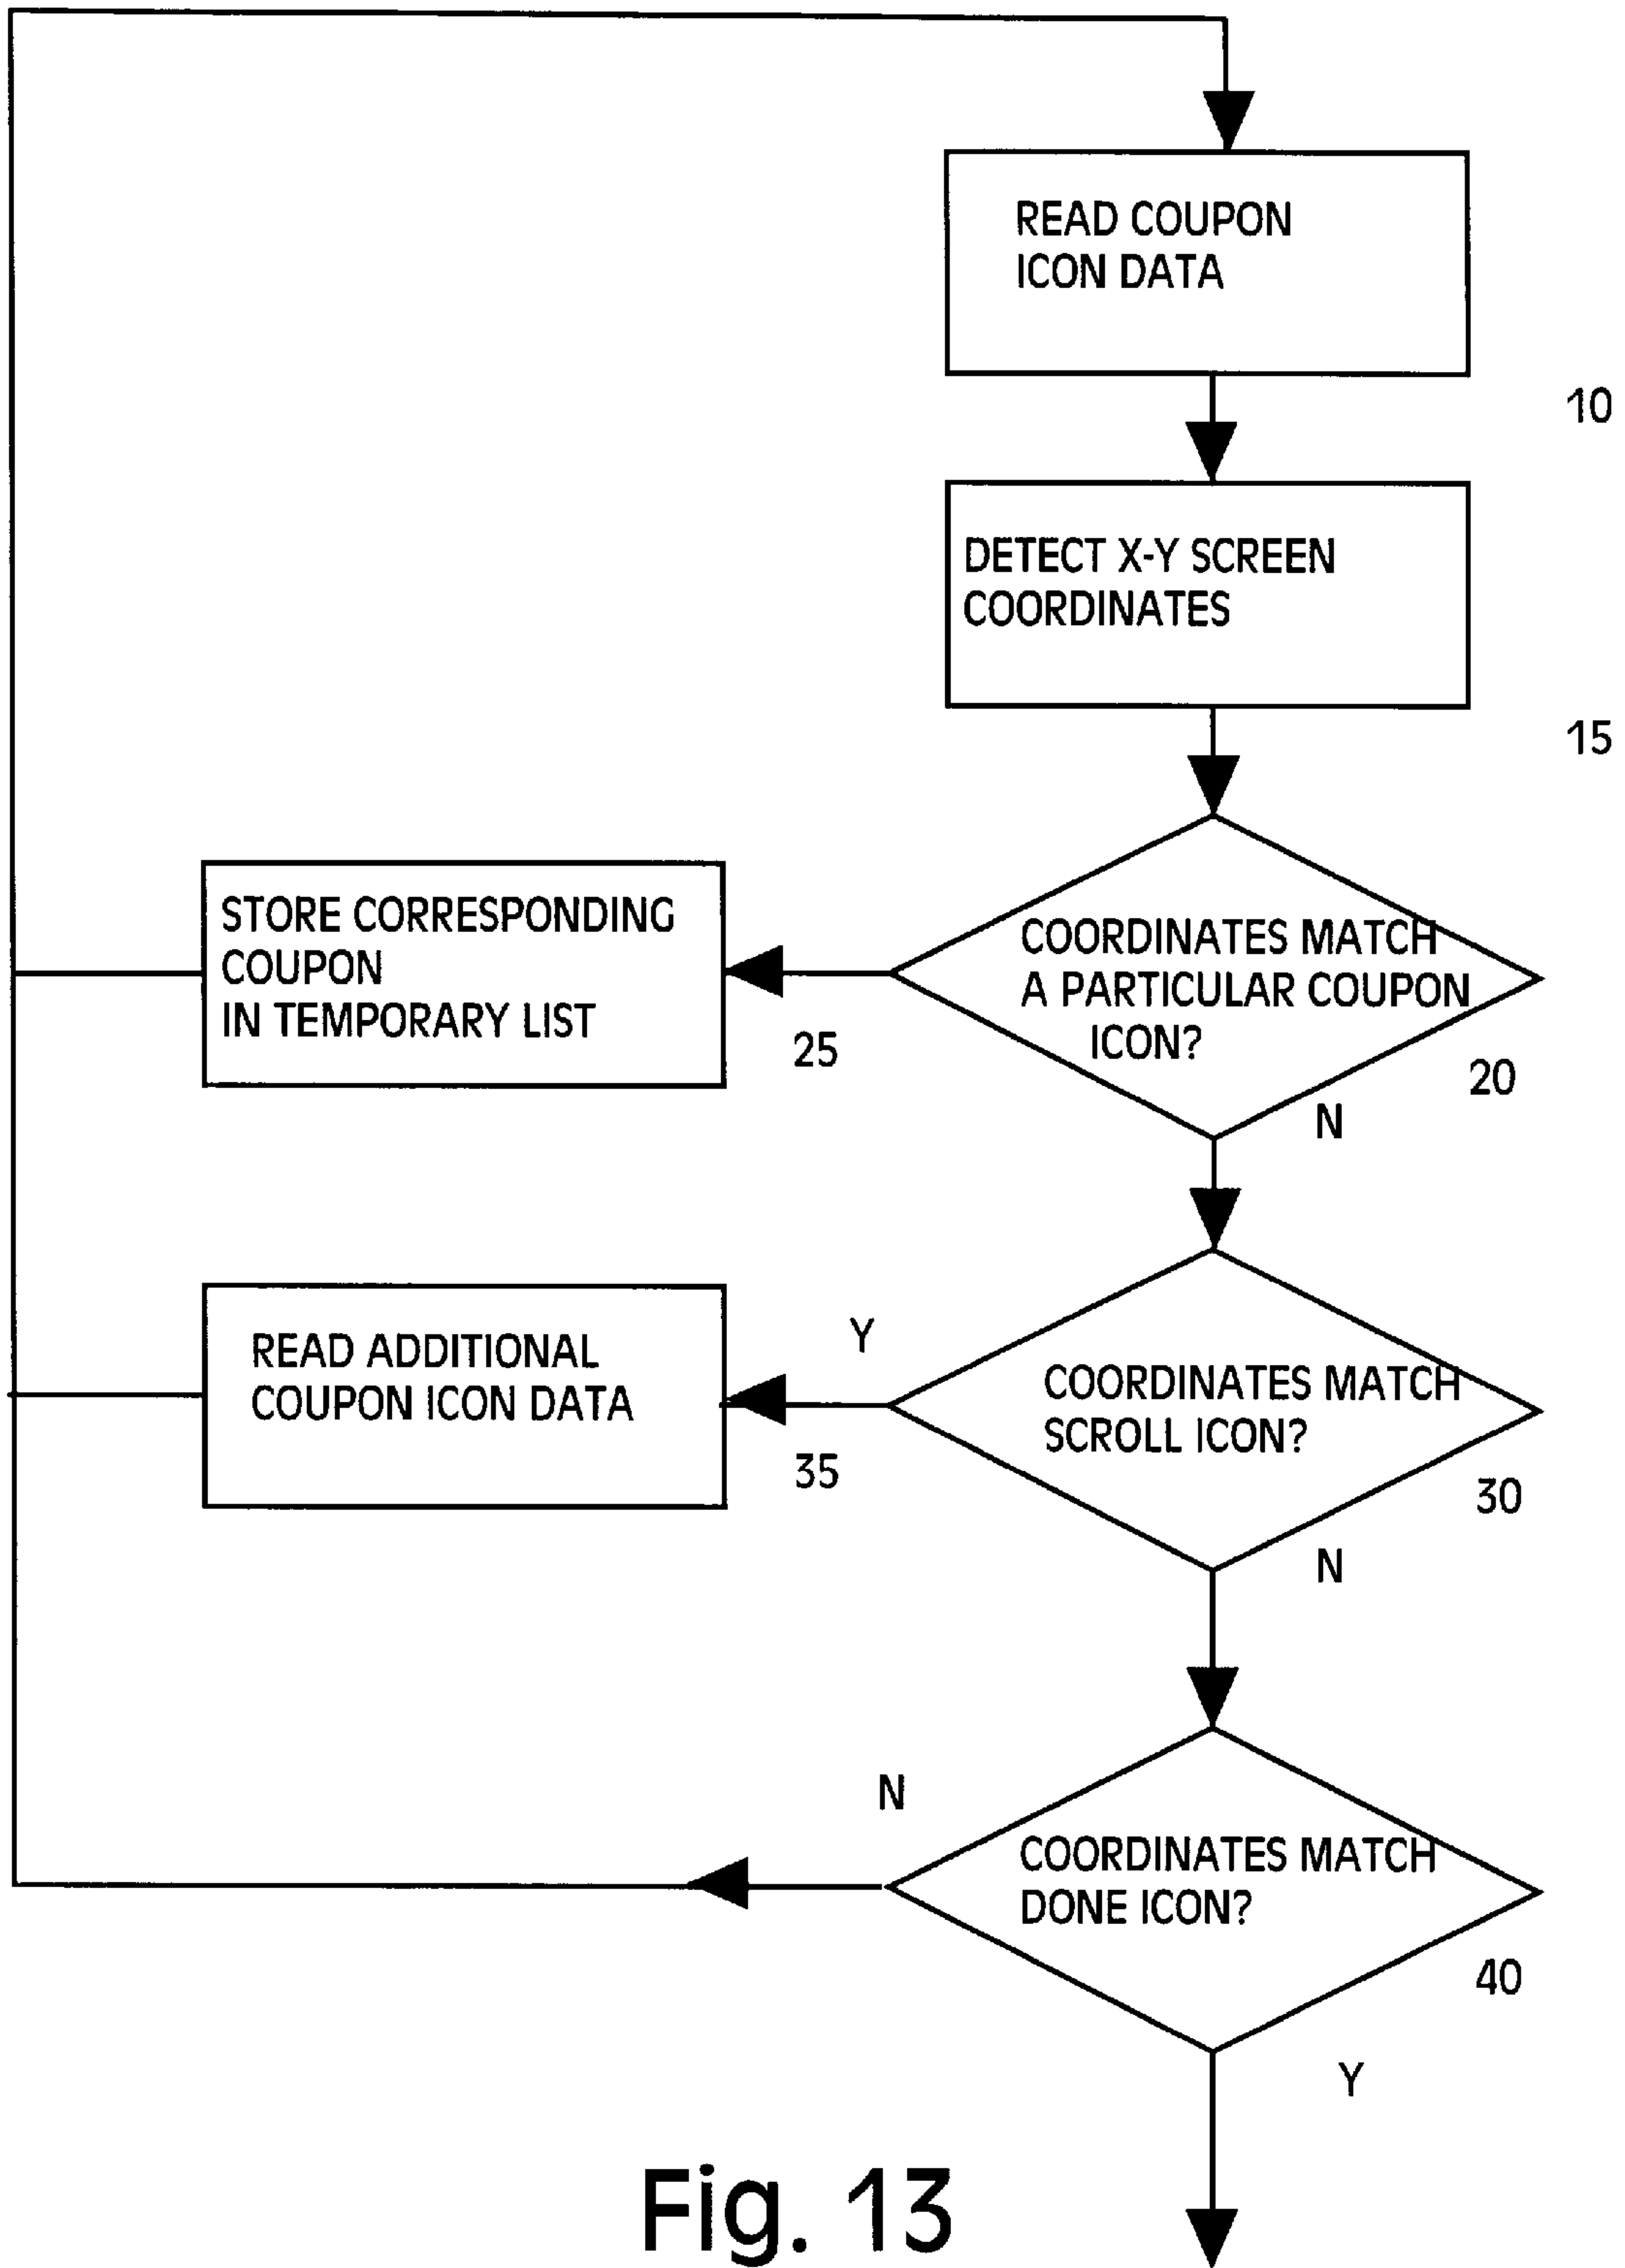 READ COUPON
ICON DATA
10
DETECT X-Y SCREEN
COORDINATES
15
STORE CORRESPONDING
COUPON
IN TEMPORARY LIST
25
COORDINATES MATCH
A PARTICULAR COUPON
ICON?
20
N
READ ADDITIONAL
COUPON ICON DATA
Y
35
COORDINATES MATCH
SCROLL ICON?
30
N
N
COORDINATES MATCH
DONE ICON?
40
Y
Fig. 13